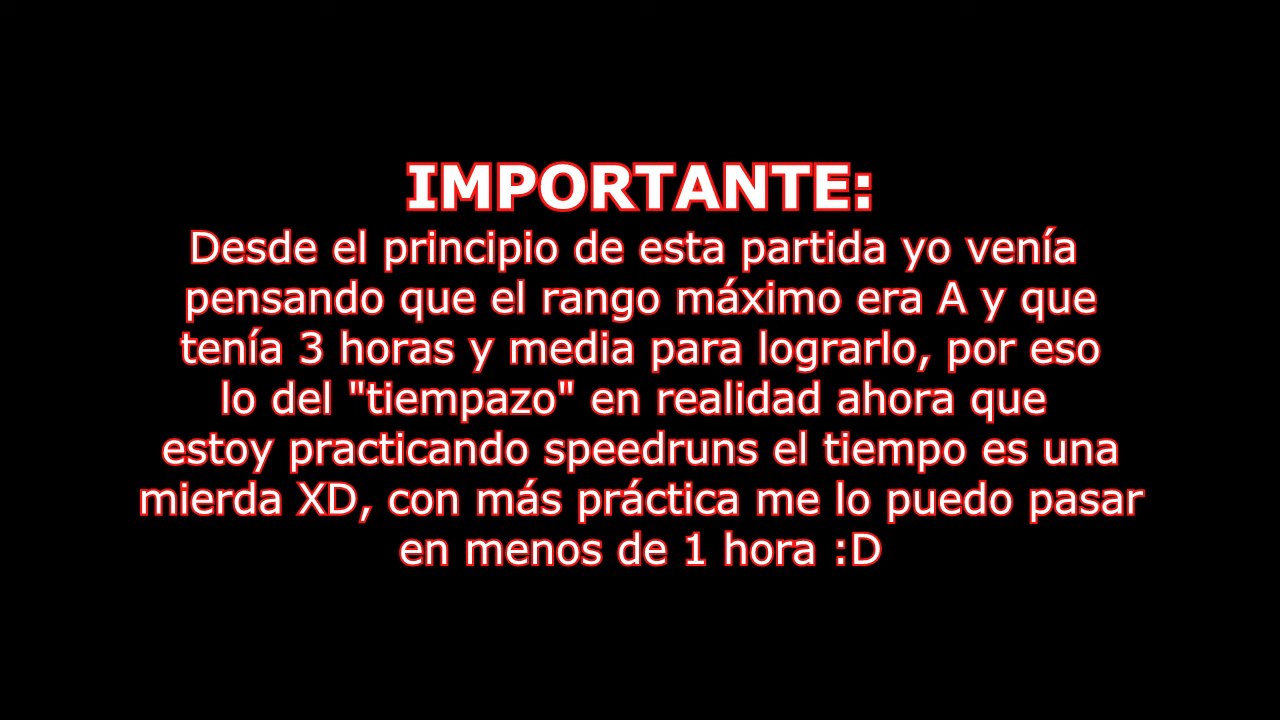 IMPORTANTE:
Desde el principio de esta partida yo venía
pensando que el rango máximo era A y que
tenía 3 horas y media para lograrlo, por eso
lo del "tiempazo" en realidad ahora que
estoy practicando speedruns el tiempo es una
mierda XD, con más práctica me lo puedo pasar
en menos de 1 hora :D